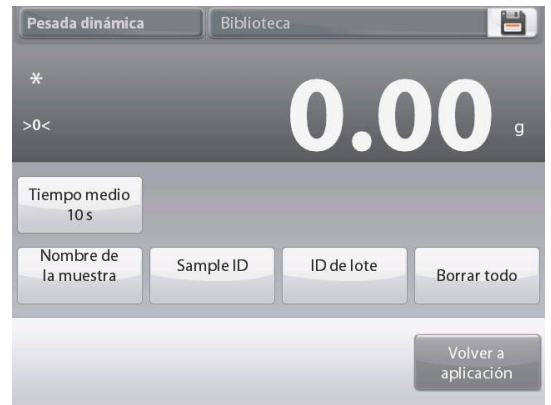 Pesada dinámica
Biblioteca
*
>0<
0.00 g
Tiempo medio
10 s
Nombre de
la muestra
Sample ID
ID de lote
Borrar todo
Volver a
aplicación